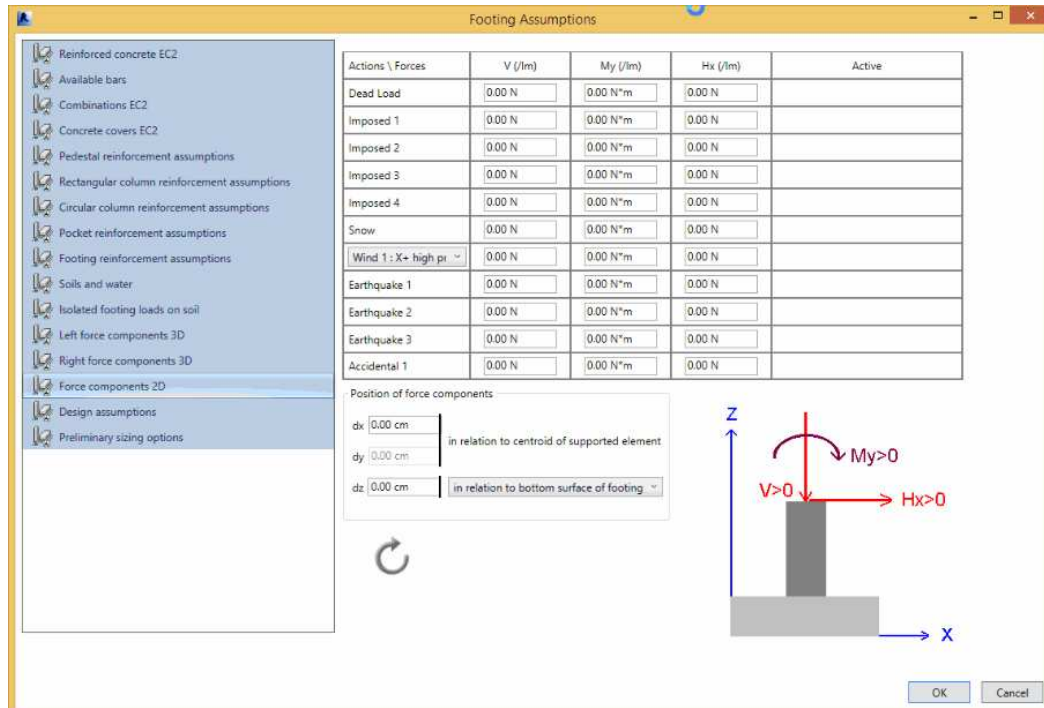 Footing Assumptions
Reinforced concrete EC2
Available bars
Combinations EC2
Concrete covers EC2
Pedestal reinforcement assumptions
Rectangular column reinforcement assumptions
Circular column reinforcement assumptions
Pocket reinforcement assumptions
Footing reinforcement assumptions
Soils and water
Isolated footing loads on soil
Left force components 3D
Right force components 3D
Force components 2D
Design assumptions
Preliminary sizing options
Actions \ Forces V (/lm) My (/lm) Hx (/lm) Active
Dead Load 0.00 N 0.00 N*m 0.00 N
Imposed 1 0.00 N 0.00 N*m 0.00 N
Imposed 2 0.00 N 0.00 N*m 0.00 N
Imposed 3 0.00 N 0.00 N*m 0.00 N
Imposed 4 0.00 N 0.00 N*m 0.00 N
Snow 0.00 N 0.00 N*m 0.00 N
Wind 1 : X+ high pr 0.00 N 0.00 N*m 0.00 N
Earthquake 1 0.00 N 0.00 N*m 0.00 N
Earthquake 2 0.00 N 0.00 N*m 0.00 N
Earthquake 3 0.00 N 0.00 N*m 0.00 N
Accidental 1 0.00 N 0.00 N*m 0.00 N
Position of force components
dx 0.00 cm
in relation to centroid of supported element
dy 0.00 cm
dz 0.00 cm in relation to bottom surface of footing
Z
My>0
V>0
Hx>0
X
OK Cancel